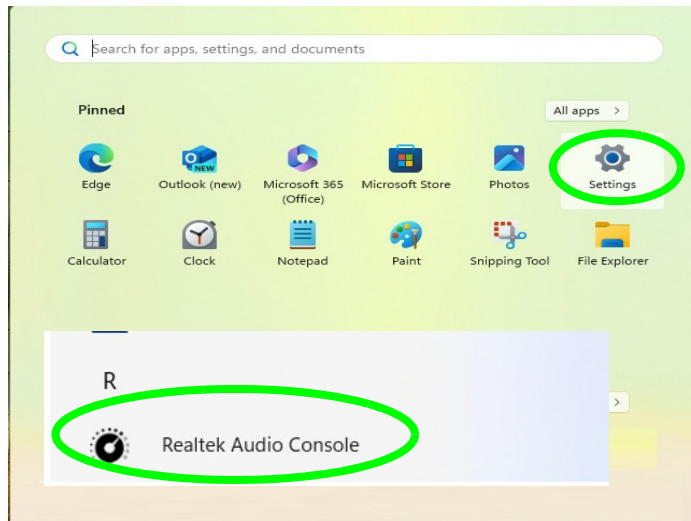 Search for apps, settings, and documents
Pinned
All apps >
Edge
Outlook (new)
Microsoft 365
(Office)
Microsoft Store
Photos
Settings
NEW
Calculator
Clock
Notepad
Paint
Snipping Tool
File Explorer
R
>
Realtek Audio Console